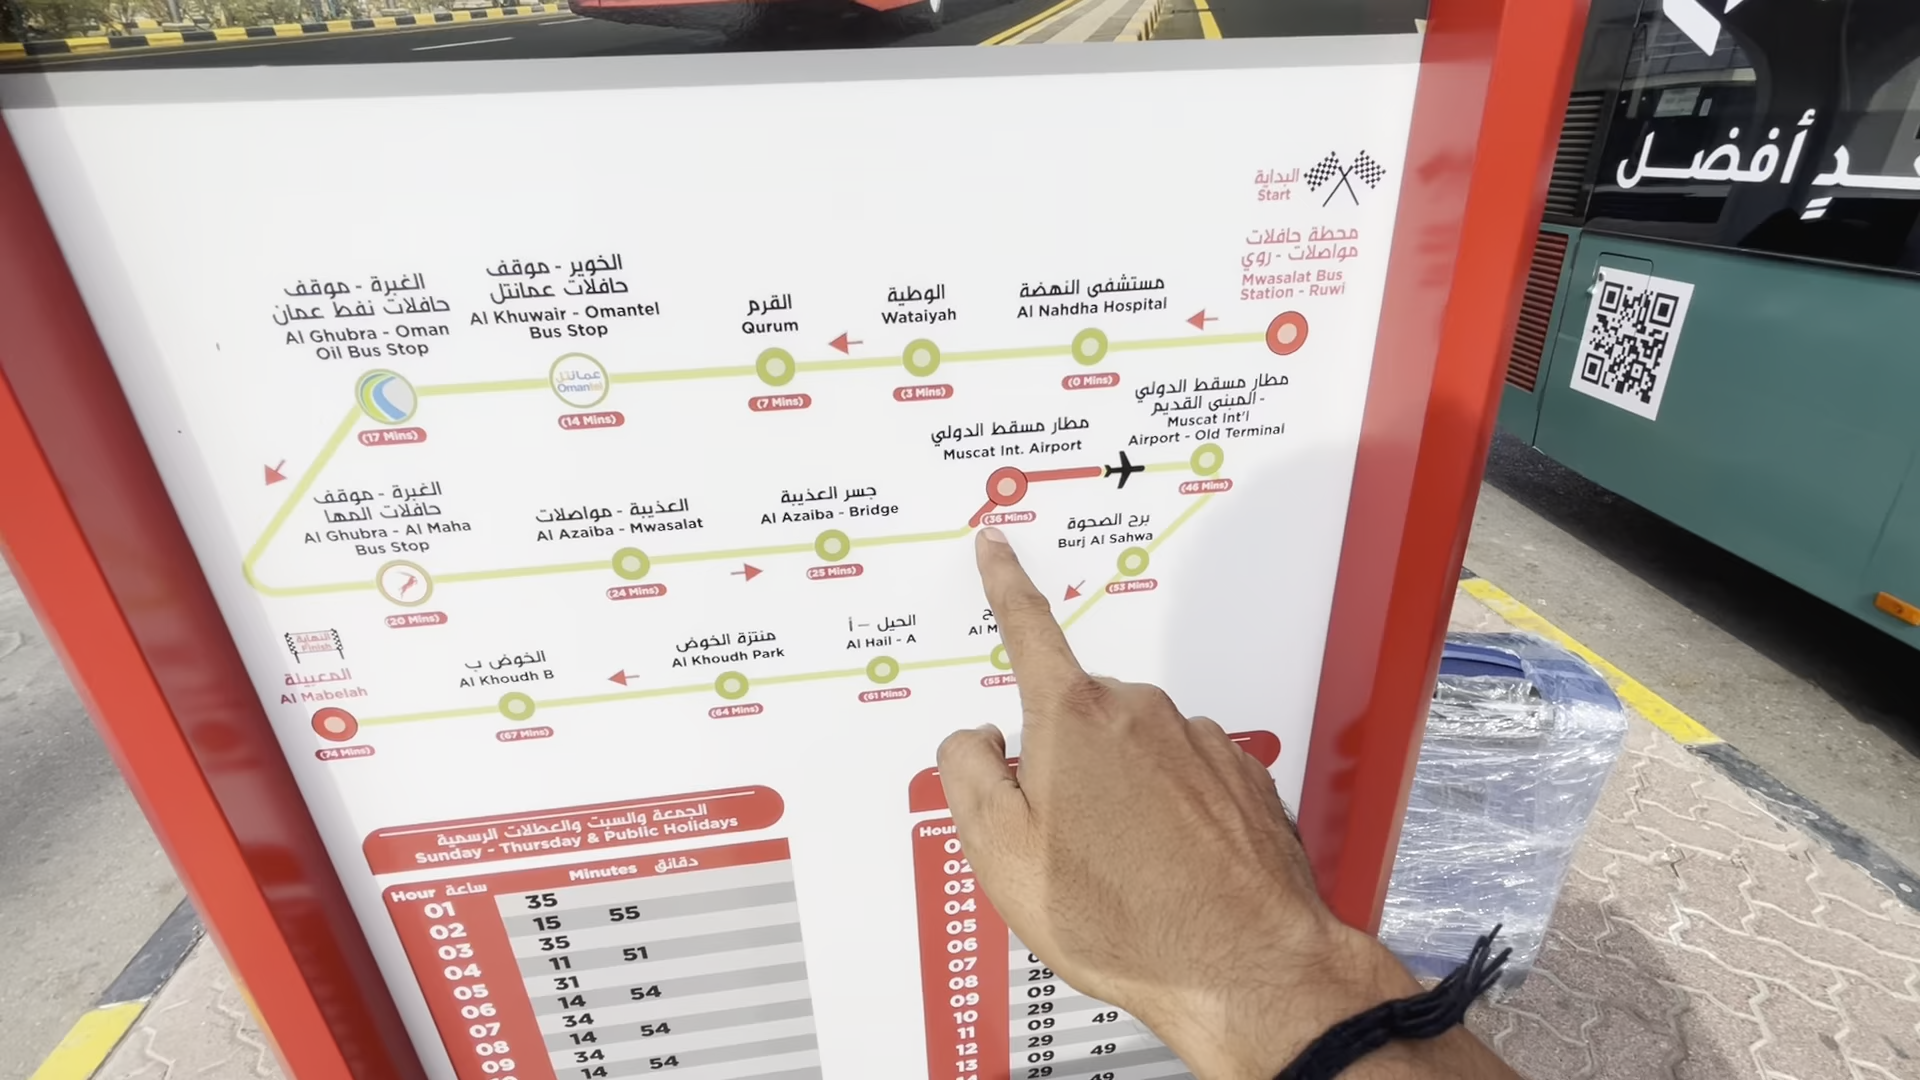 البداية
Start
محطة حافلات
مواصلات - روي
Mwasalat Bus
Station - Ruwi
مستشفى النهضة
Al Nahdha Hospital
(0 Mins)
الوطية
Wataiyah
(3 Mins)
القرم
Qurum
(7 Mins)
الخوير - موقف
حافلات عمانتل
Al Khuwair - Omantel
Bus Stop
عمانتل
Omantel
(14 Mins)
الغبرة - موقف
حافلات نفط عمان
Al Ghubra - Oman
Oil Bus Stop
(17 Mins)
الغبرة - موقف
حافلات المها
Al Ghubra - Al Maha
Bus Stop
(20 Mins)
العذيبة - مواصلات
Al Azaiba - Mwasalat
(24 Mins)
جسر العذيبة
Al Azaiba - Bridge
(25 Mins)
مطار مسقط الدولي
Muscat Int. Airport
(36 Mins)
مطار مسقط الدولي
-المبنى القديم
Muscat Int'l
Airport - Old Terminal
(46 Mins)
برج الصحوة
Burj Al Sahwa
(53 Mins)
ح
Al M
(55
الحيل – أ
Al Hail - A
(61 Mins)
منتزة الخوض
Al Khoudh Park
(64 Mins)
الخوض ب
Al Khoudh B
(67 Mins)
النهاية
Finish
المعبيلة
Al Mabelah
(74 Mins)
الجمعة والسبت والعطلات الرسمية
Sunday - Thursday & Public Holidays
Hour ساعة Minutes دقائق
01 35
02 15 55
03 35
04 11 51
05 31
06 14 54
07 34
08 14 54
09 34
14 54
Hou
0
02
03
04
05
06
07 0
08 29
09 09
10 29
11 09 49
12 29
13 09 49
14 29
49
ـد أفضل